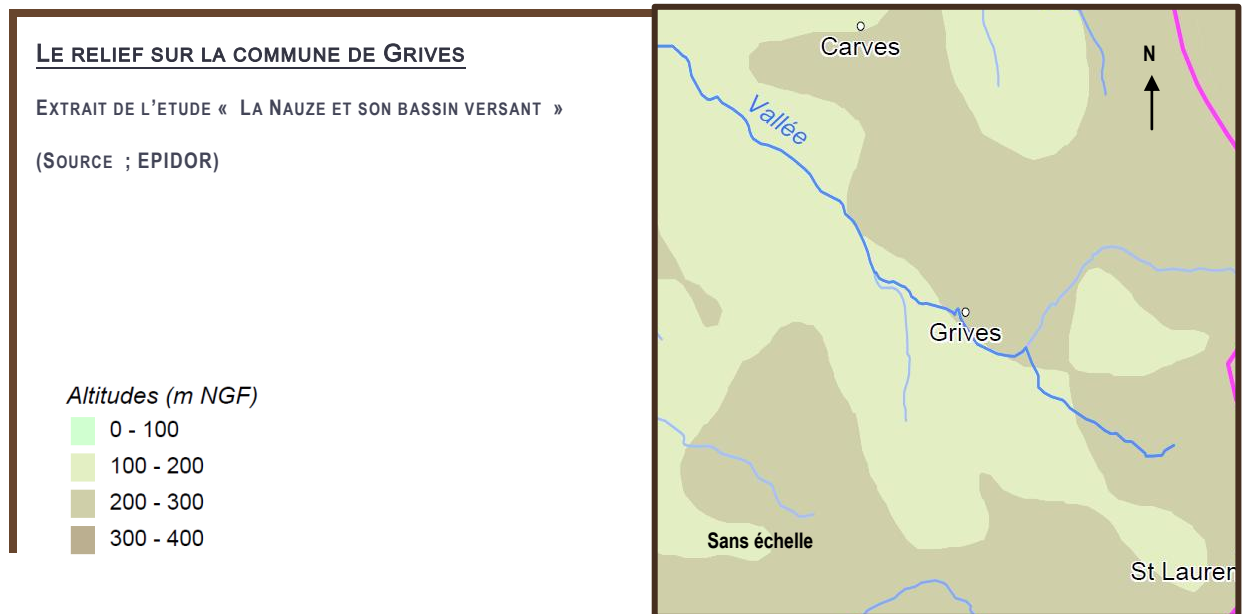 LE RELIEF SUR LA COMMUNE DE GRIVES
EXTRAIT DE L'ETUDE « LA NAUZE ET SON BASSIN VERSANT »
(SOURCE ; EPIDOR)
Altitudes (m NGF)
0 - 100
100 - 200
200 - 300
300 - 400
Carves
N
Vallée
Grives
Sans échelle
St Lauren